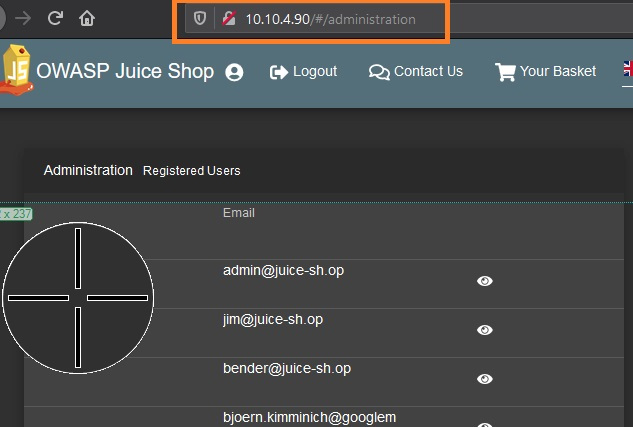 10.10.4.90/#/administration
OWASP Juice Shop Logout Contact Us Your Basket
Administration Registered Users
x 237
Email
admin@juice-sh.op
jim@juice-sh.op
bender@juice-sh.op
bjoern.kimminich@googlem